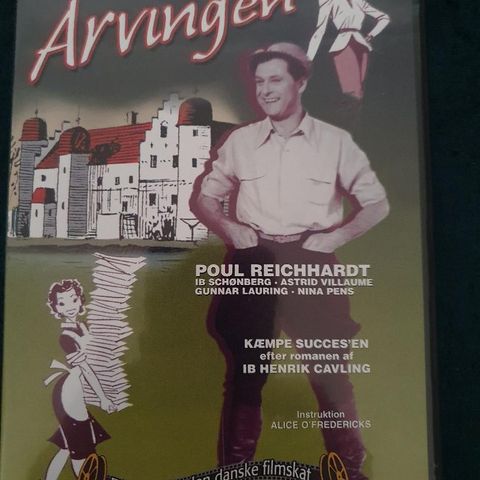 Arvingen
POUL REICHHARDT
IB SCHØNBERG · ASTRID VILLAUME
GUNNAR LAURING · NINA PENS
KÆMPE SUCCES'EN
efter romanen af
IB HENRIK CAVLING
Instruktion
ALICE O'FREDERICKS
den danske filmskat